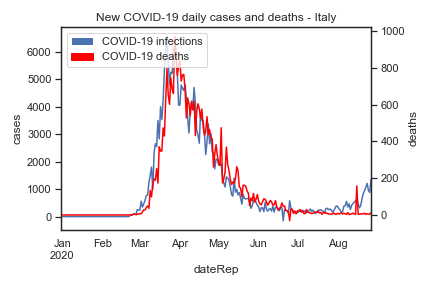 New COVID-19 daily cases and deaths - Italy
COVID-19 infections
COVID-19 deaths
cases
6000
5000
4000
3000
2000
1000
0
deaths
1000
800
600
400
200
0
Jan Feb Mar Apr May Jun Jul Aug
2020
dateRep